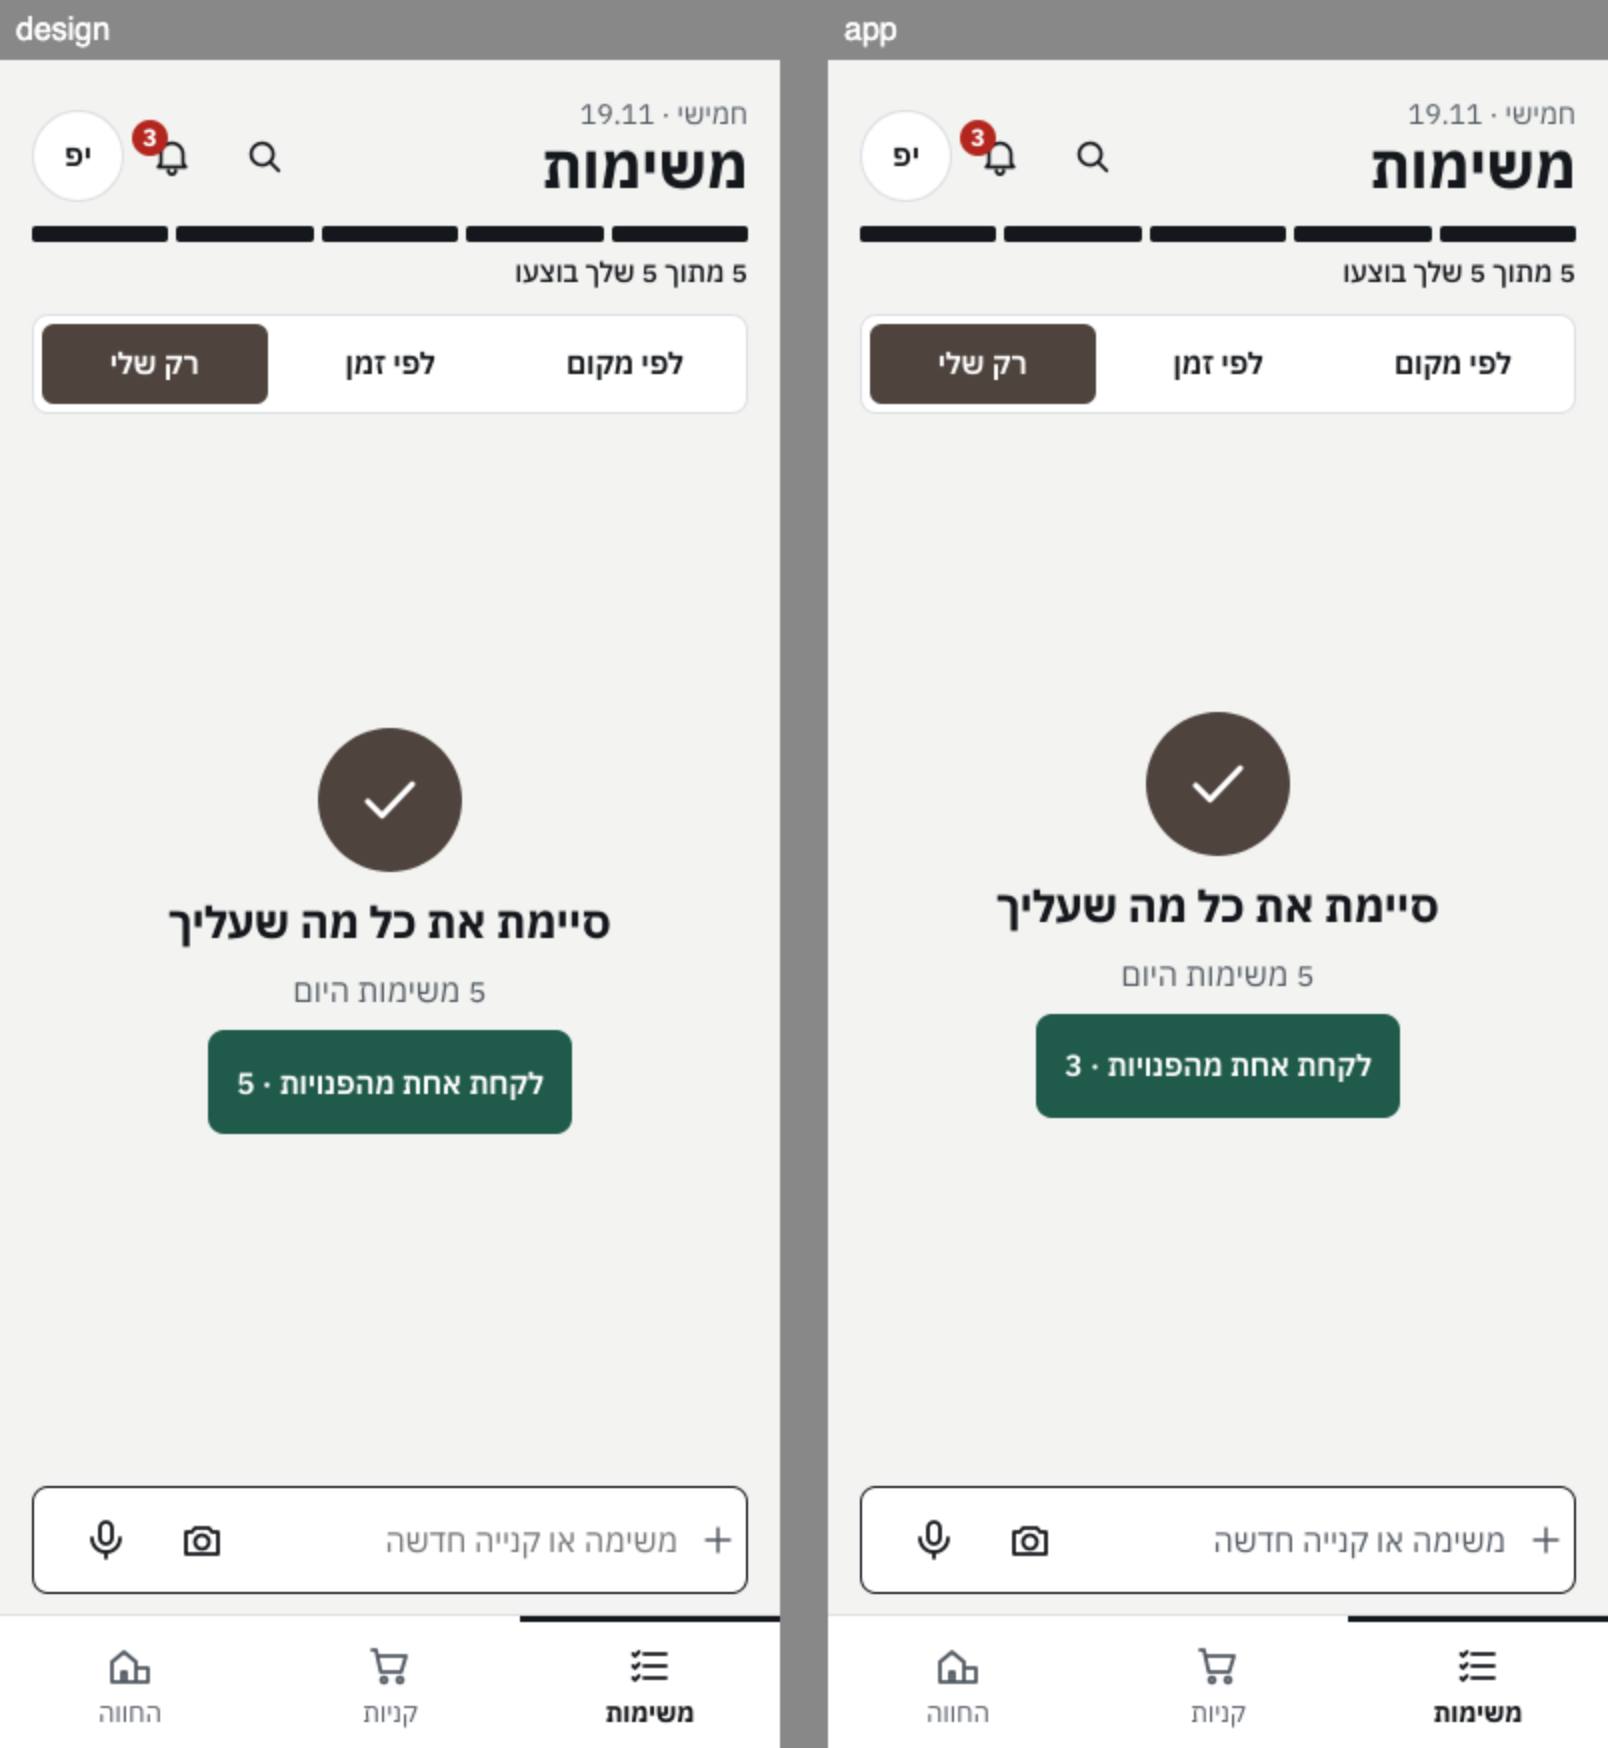 design
חמישי · 19.11
משימות
3
יפ
5 מתוך 5 שלך בוצעו
לפי מקום
לפי זמן
רק שלי
סיימת את כל מה שעליך
5 משימות היום
לקחת אחת מהפנויות · 5
משימה או קנייה חדשה
משימות
קניות
החווה
app
חמישי · 19.11
משימות
3
יפ
5 מתוך 5 שלך בוצעו
לפי מקום
לפי זמן
רק שלי
סיימת את כל מה שעליך
5 משימות היום
לקחת אחת מהפנויות · 3
משימה או קנייה חדשה
משימות
קניות
החווה